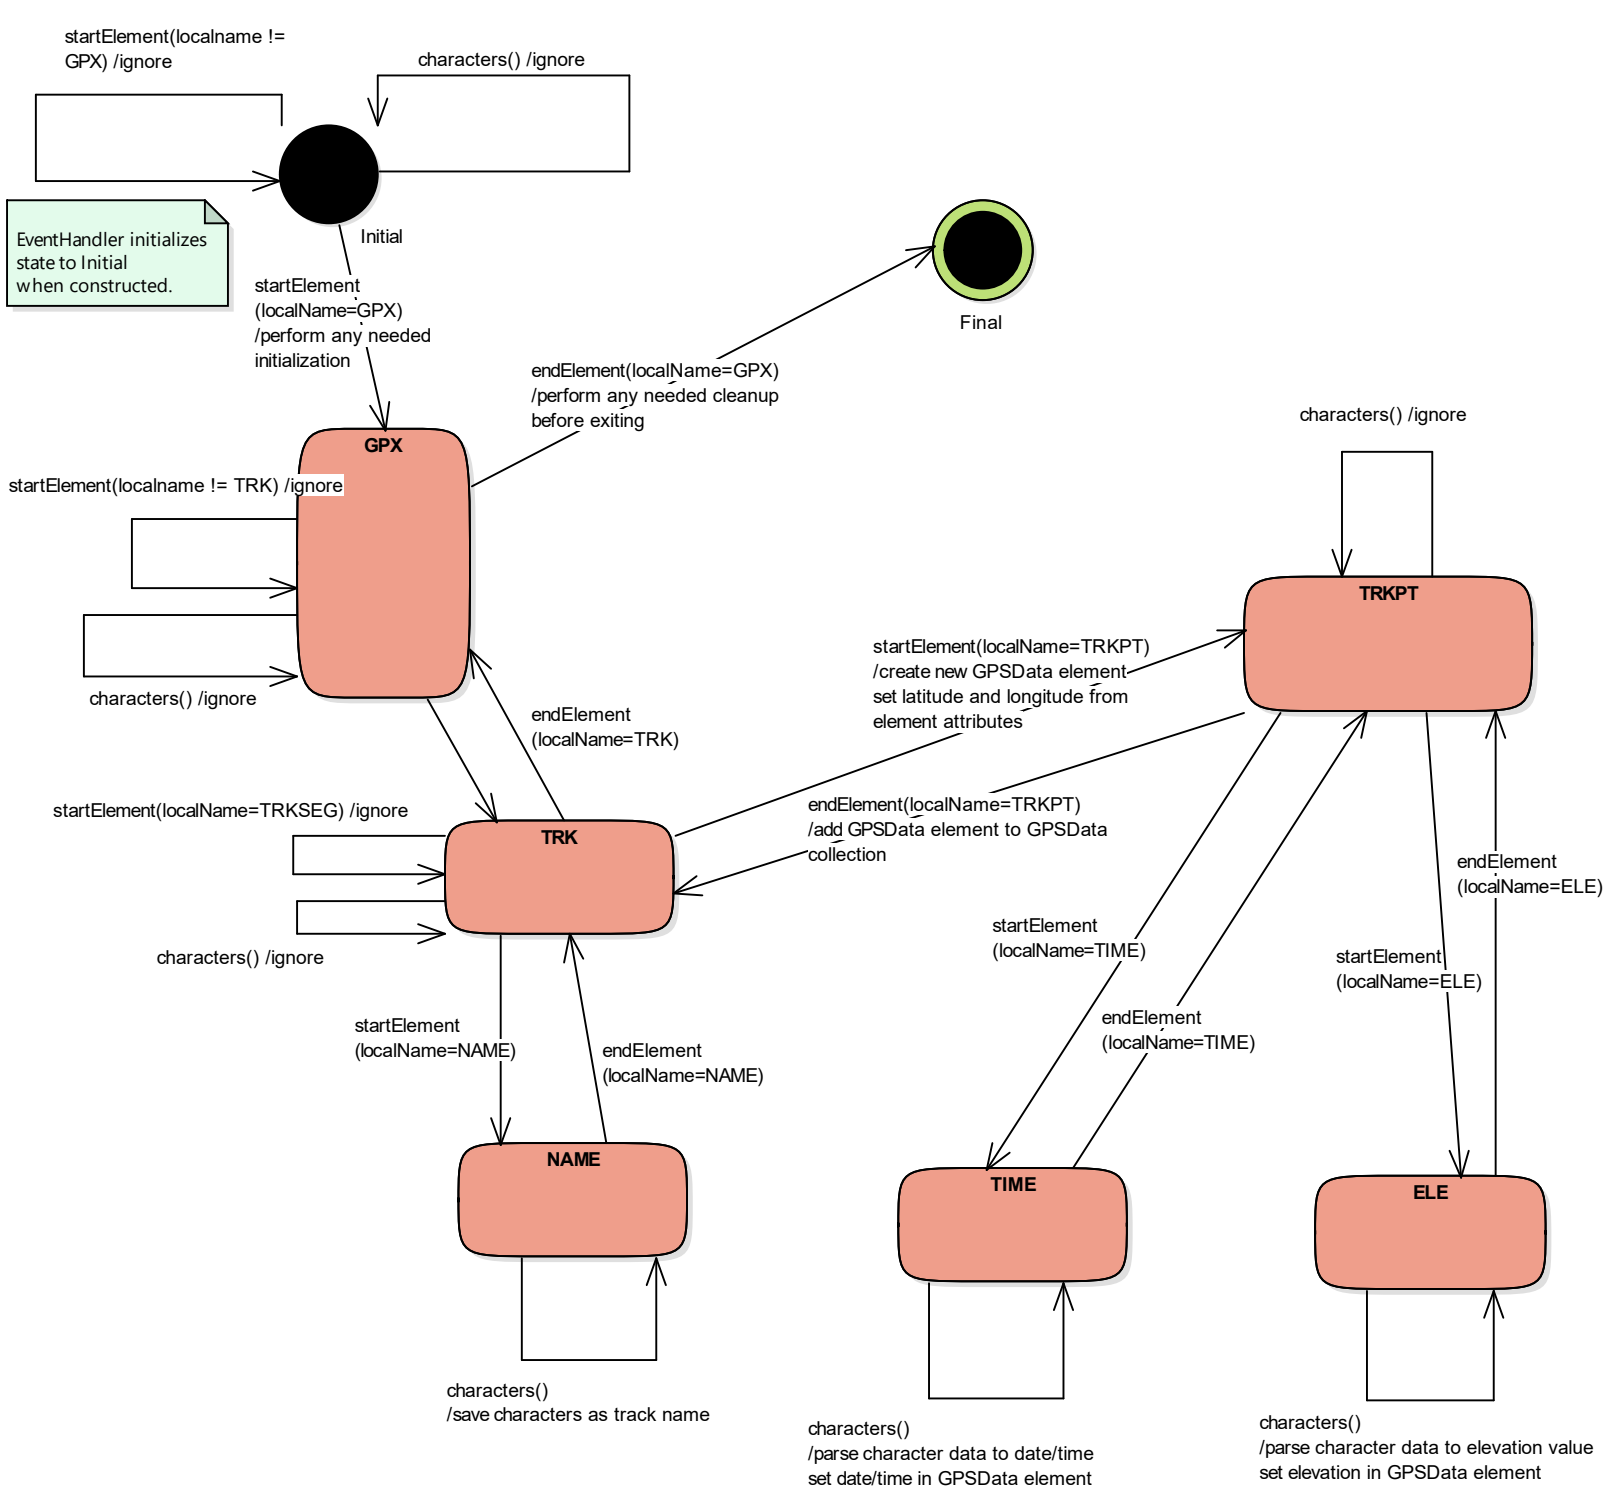 startElement(localname !=
GPX) /ignore
characters() /ignore
EventHandler initializes
state to Initial
when constructed.
Initial
startElement
(localName=GPX)
/perform any needed
initialization
Final
endElement(localName=GPX)
/perform any needed cleanup
before exiting
characters() /ignore
GPX
startElement(localname != TRK) /ignore
characters() /ignore
TRKPT
startElement(localName=TRKPT)
/create new GPSData element
set latitude and longitude from
element attributes
endElement
(localName=TRK)
startElement(localName=TRKSEG) /ignore
TRK
endElement(localName=TRKPT)
/add GPSData element to GPSData
collection
endElement
(localName=ELE)
characters() /ignore
startElement
(localName=TIME)
startElement
(localName=ELE)
startElement
(localName=NAME)
endElement
(localName=NAME)
endElement
(localName=TIME)
NAME
TIME
ELE
characters()
/save characters as track name
characters()
/parse character data to date/time
set date/time in GPSData element
characters()
/parse character data to elevation value
set elevation in GPSData element